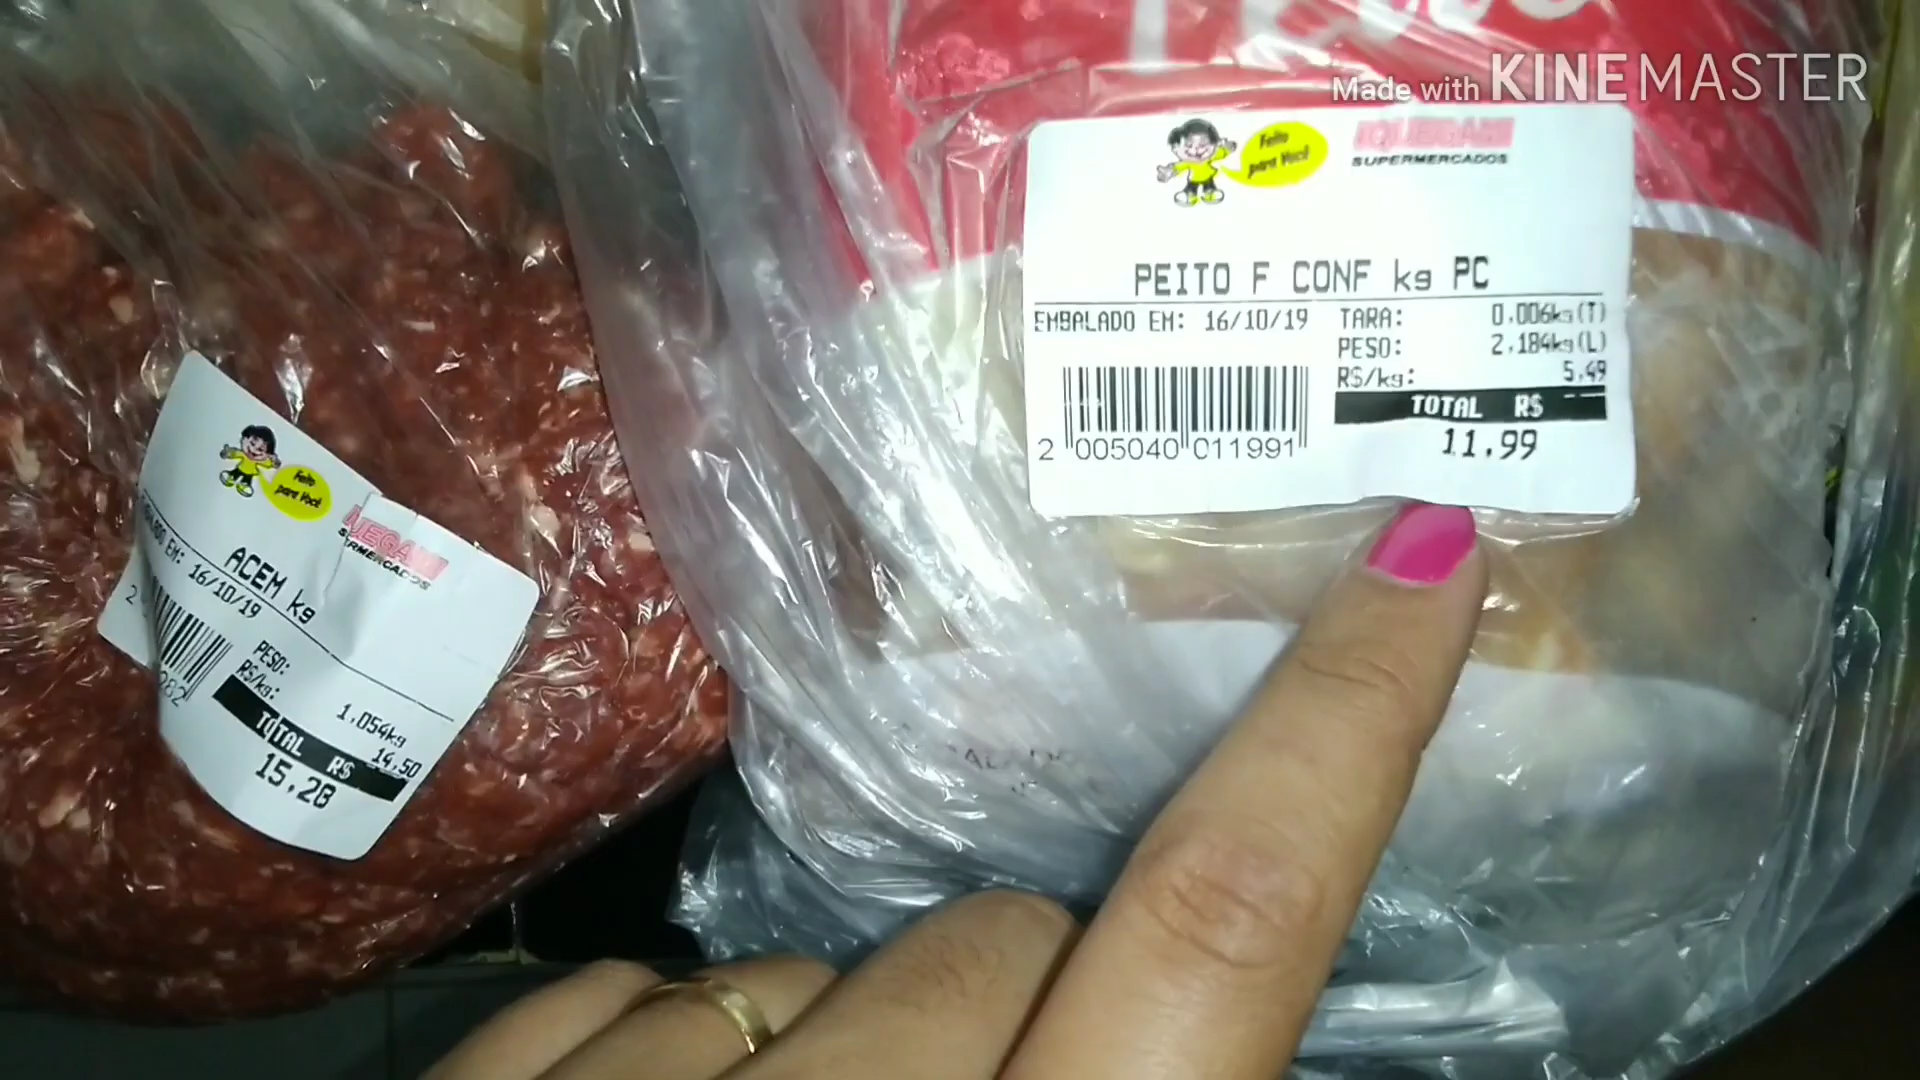 Made with KINEMASTER
Feito
para Você
SUPERMERCADOS
PEITO F CONF kg PC
EMBALADO EM: 16/10/19
TARA: 0.006kg(T)
PESO: 2.184kg(L)
R$/kg: 5.49
TOTAL R$
11.99
2 005040 011991
Feito
para Você
ACEM kg
EM: 16/10/19
PESO: 1.054kg
R$/kg: 14.50
TOTAL R$
15.28
2
282